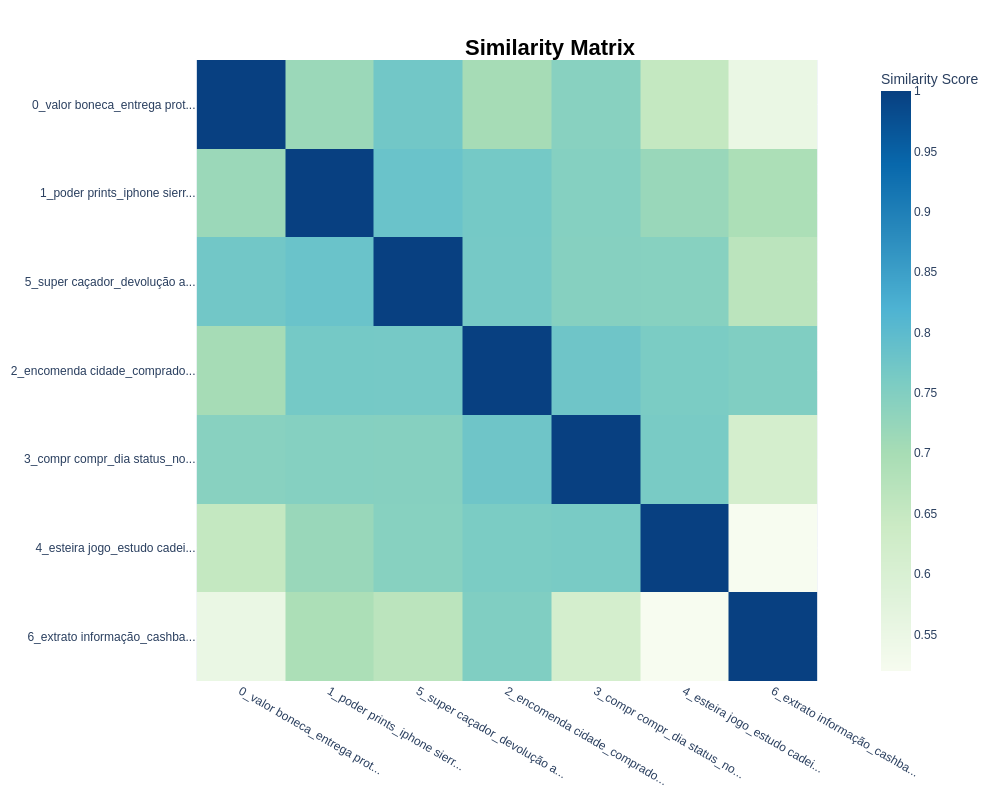 Similarity Matrix
Similarity Score
0_valor boneca_entrega prot...
1_poder prints_iphone sierr...
5_super caçador_devolução a...
2_encomenda cidade_comprado...
3_compr compr_dia status_no...
4_esteira jogo_estudo cadei...
6_extrato informação_cashba...
1
0.95
0.9
0.85
0.8
0.75
0.7
0.65
0.6
0.55
0_valor boneca_entrega prot...
1_poder prints_iphone sierr...
5_super caçador_devolução a...
2_encomenda cidade_comprado...
3_compr compr_dia status_no...
4_esteira jogo_estudo cadei...
6_extrato informação_cashba...